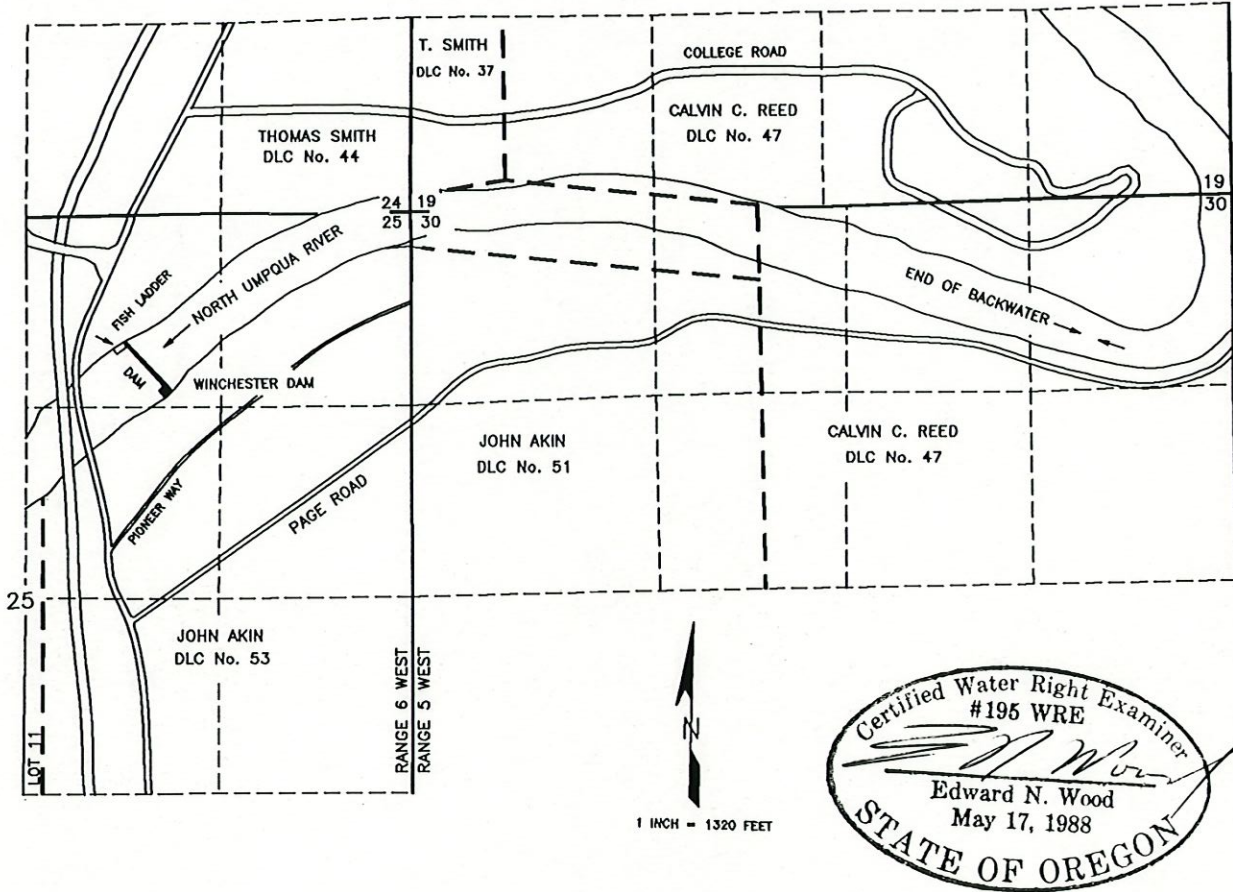 T. SMITH
DLC No. 37
COLLEGE ROAD
THOMAS SMITH
DLC No. 44
CALVIN C. REED
DLC No. 47
24 19
25 30
19
30
FISH LADDER
NORTH UMPQUA RIVER
END OF BACKWATER
DAM
WINCHESTER DAM
JOHN AKIN
DLC No. 51
CALVIN C. REED
DLC No. 47
PIONEER WAY
PAGE ROAD
25
JOHN AKIN
DLC No. 53
LOT 11
RANGE 6 WEST
RANGE 5 WEST
N
1 INCH = 1320 FEET
Certified Water Right Examiner
#195 WRE
Edward N. Wood
May 17, 1988
STATE OF OREGON